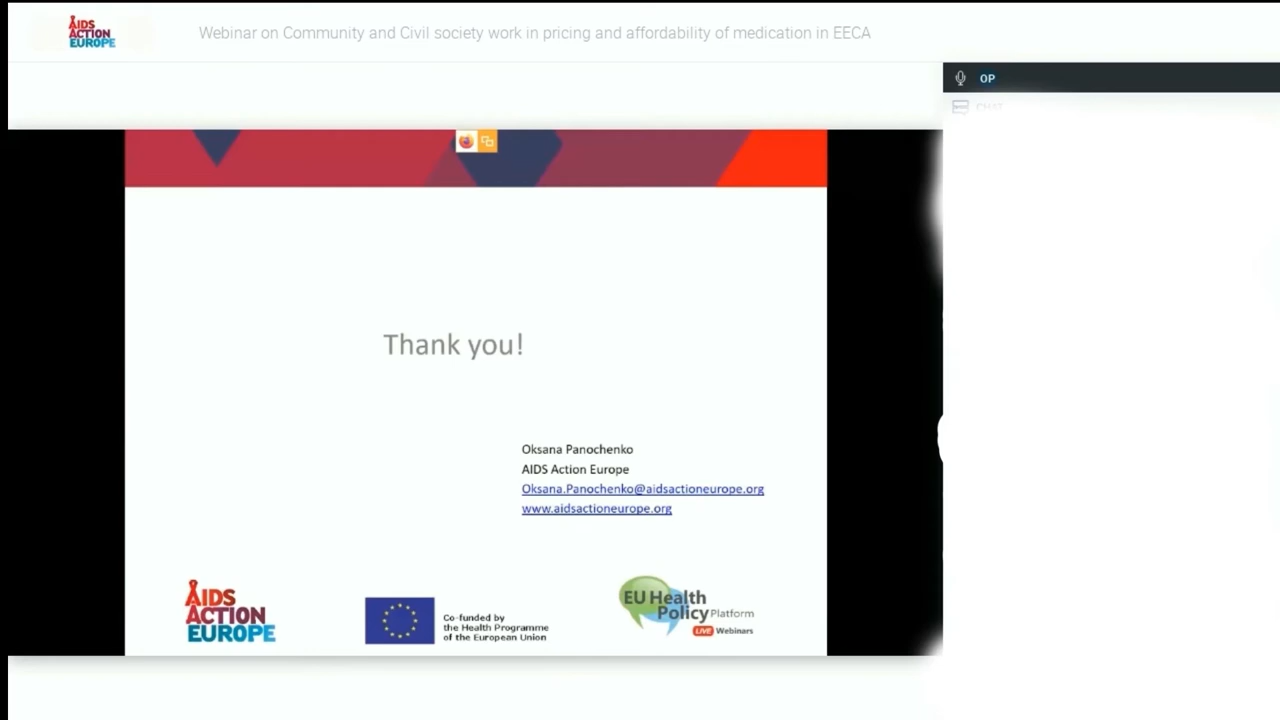 AIDS
ACTION
EUROPE
Webinar on Community and Civil society work in pricing and affordability of medication in EECA
OP
CHAT
Thank you!
Oksana Panochenko
AIDS Action Europe
Oksana.Panochenko@aidsactioneurope.org
www.aidsactioneurope.org
AIDS
ACTION
EUROPE
Co-funded by
the Health Programme
of the European Union
EU Health
Policy Platform
LIVE Webinars